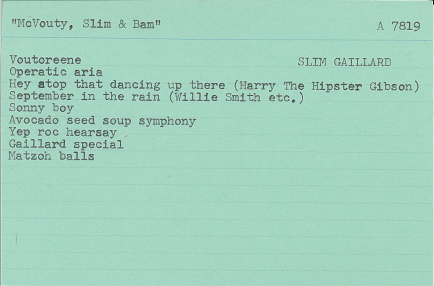 "McVouty, Slim & Bam" A 7819
Voutoreene SLIM GAILLARD
Operatic aria
Hey stop that dancing up there (Harry The Hipster Gibson)
September in the rain (Willie Smith etc.)
Sonny boy
Avocado seed soup symphony
Yep roc hearsay
Gaillard special
Matzoh balls